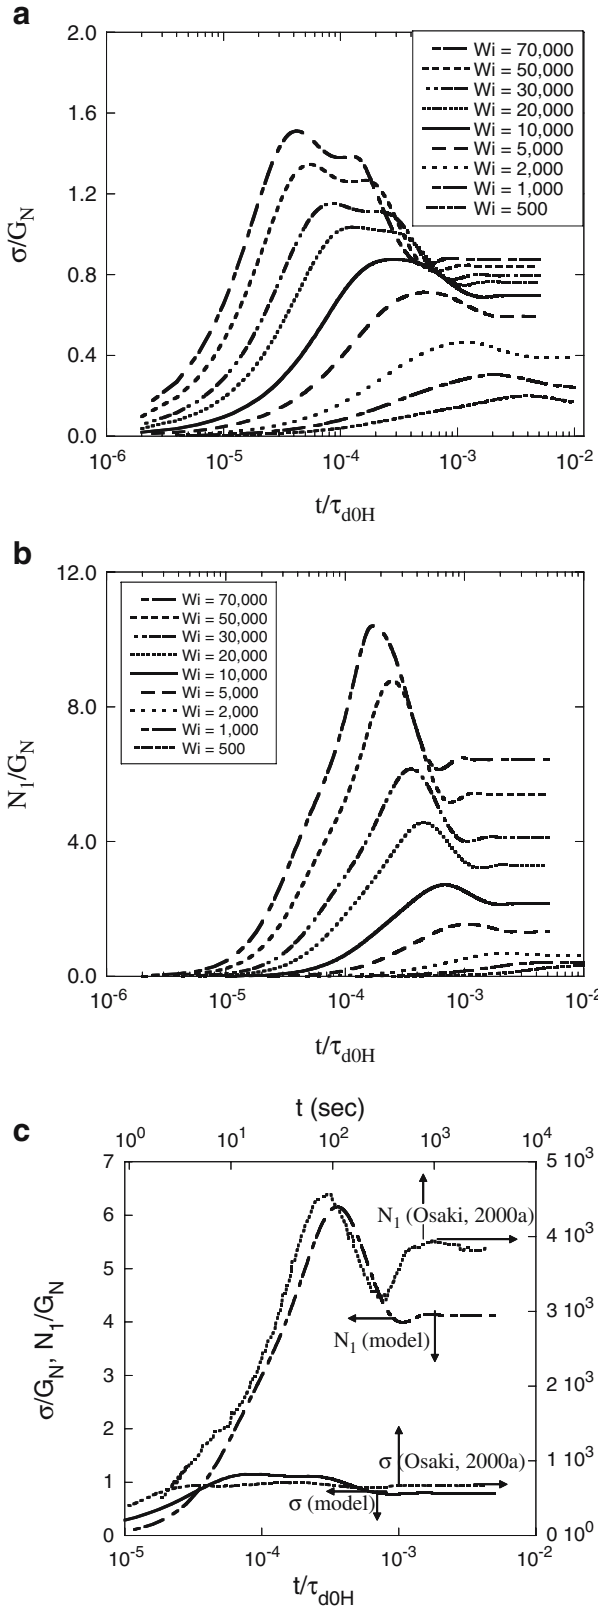 a
2.0
1.6
1.2
0.8
0.4
0.0
σ/G_N
Wi = 70,000
Wi = 50,000
Wi = 30,000
Wi = 20,000
Wi = 10,000
Wi = 5,000
Wi = 2,000
Wi = 1,000
Wi = 500
10^-6 10^-5 10^-4 10^-3 10^-2
t/τ_d0H
b
12.0
8.0
4.0
0.0
N_1/G_N
Wi = 70,000
Wi = 50,000
Wi = 30,000
Wi = 20,000
Wi = 10,000
Wi = 5,000
Wi = 2,000
Wi = 1,000
Wi = 500
10^-6 10^-5 10^-4 10^-3 10^-2
t/τ_d0H
c
t (sec)
10^0 10^1 10^2 10^3 10^4
7
6
5
4
3
2
1
0
σ/G_N, N_1/G_N
5 10^3
4 10^3
3 10^3
2 10^3
1 10^3
0 10^0
N_1 (Osaki, 2000a)
N_1 (model)
σ (Osaki, 2000a)
σ (model)
10^-5 10^-4 10^-3 10^-2
t/τ_d0H